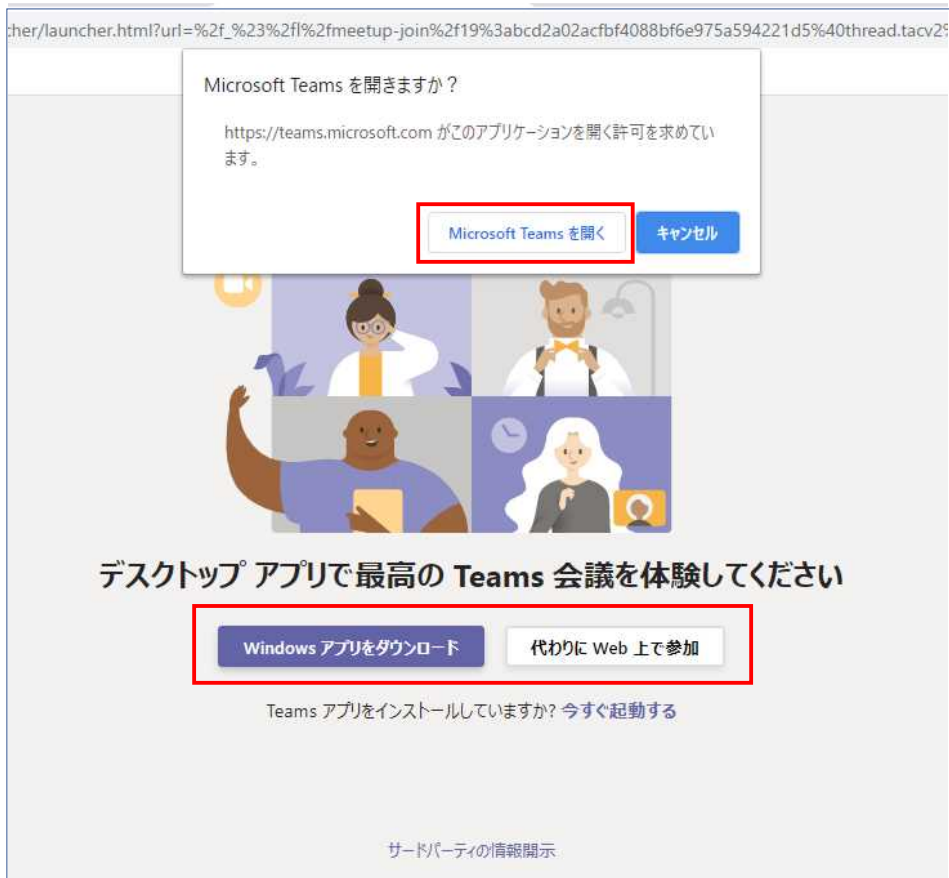 cher/launcher.html?url=%2f_%23%2fl%2fmeetup-join%2f19%3abcd2a02acfbf4088bf6e975a594221d5%40thread.tacv2%
Microsoft Teams を開きますか？
https://teams.microsoft.com がこのアプリケーションを開く許可を求めてい
ます。
Microsoft Teams を開く キャンセル
デスクトップ アプリで最高の Teams 会議を体験してください
Windows アプリをダウンロード 代わりに Web 上で参加
Teams アプリをインストールしていますか? 今すぐ起動する
サードパーティの情報開示